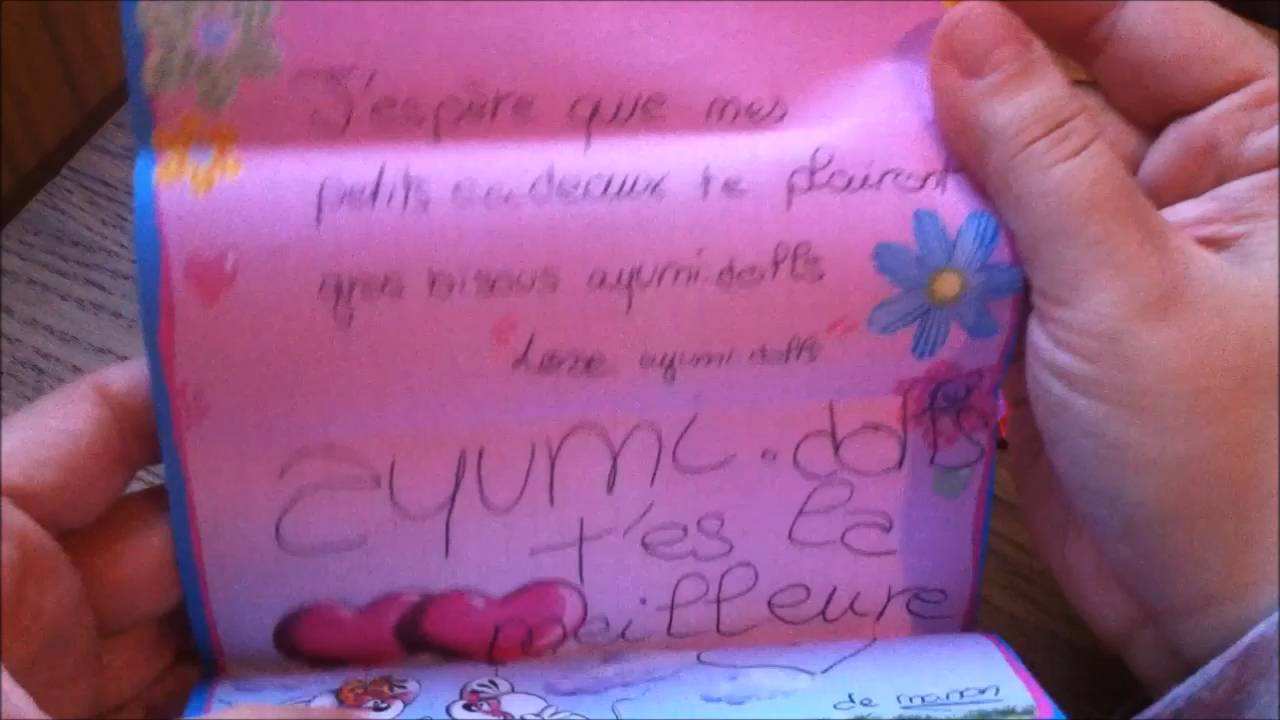 J'espère que mes
petits cadeaux te plairont
gros bisous ayumi.dolls
love ayumi dolls
ayumi.dolls
t'es la
meilleure
de manon